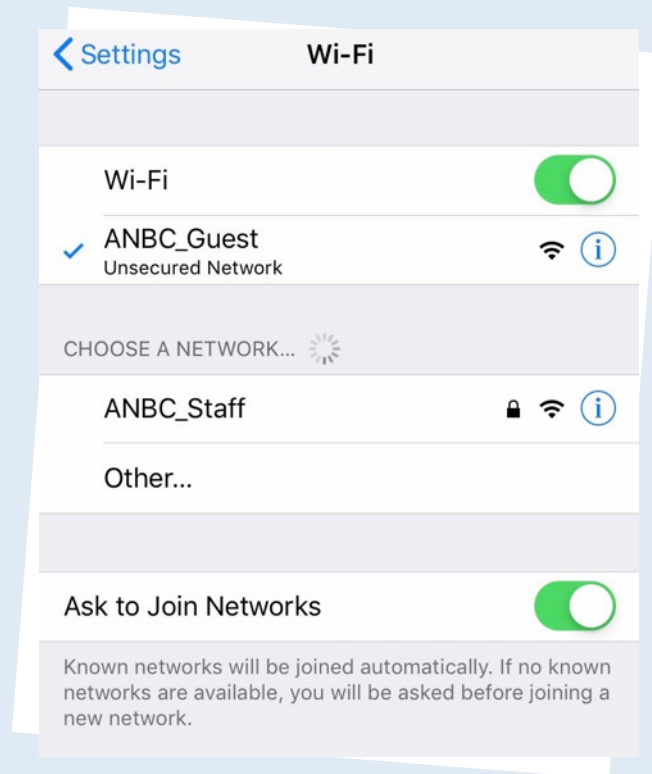 Settings
Wi-Fi
Wi-Fi
ANBC_Guest
Unsecured Network
CHOOSE A NETWORK...
ANBC_Staff
Other...
Ask to Join Networks
Known networks will be joined automatically. If no known
networks are available, you will be asked before joining a
new network.